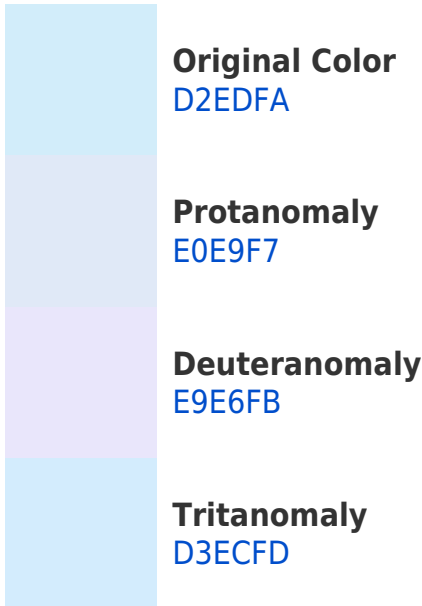 Original Color
D2EDFA
Protanomaly
E0E9F7
Deuteranomaly
E9E6FB
Tritanomaly
D3ECFD